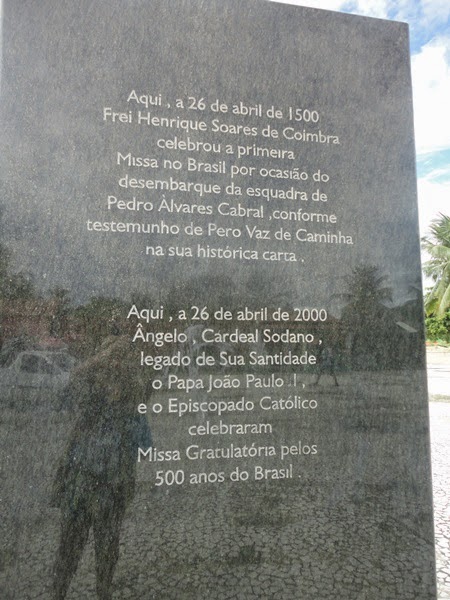 Aqui , a 26 de abril de 1500
Frei Henrique Soares de Coimbra
celebrou a primeira
Missa no Brasil por ocasião do
desembarque da esquadra de
Pedro Àlvares Cabral ,conforme
testemunho de Pero Vaz de Caminha
na sua histórica carta .
Aqui , a 26 de abril de 2000
Ângelo , Cardeal Sodano ,
legado de Sua Santidade
o Papa João Paulo .I ,
e o Episcopado Católico
celebraram
Missa Gratulatória pelos
500 anos do Brasil .